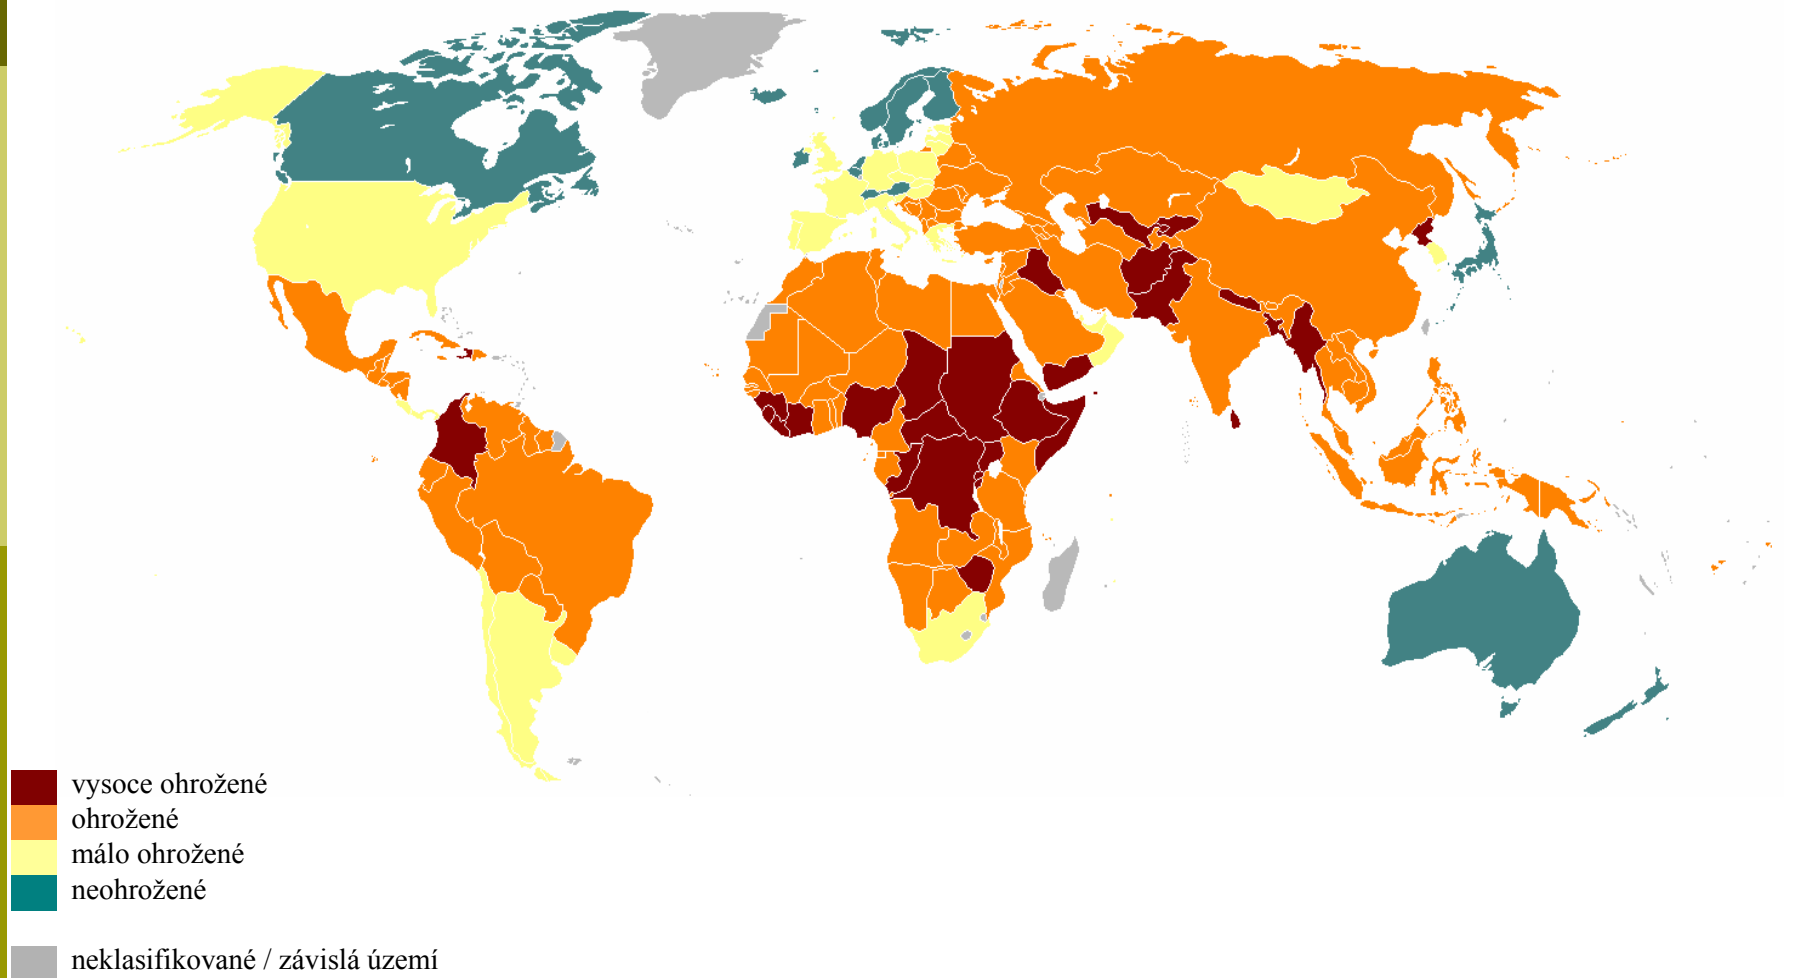 vysoce ohrožené
ohrožené
málo ohrožené
neohrožené
neklasifikované / závislá území